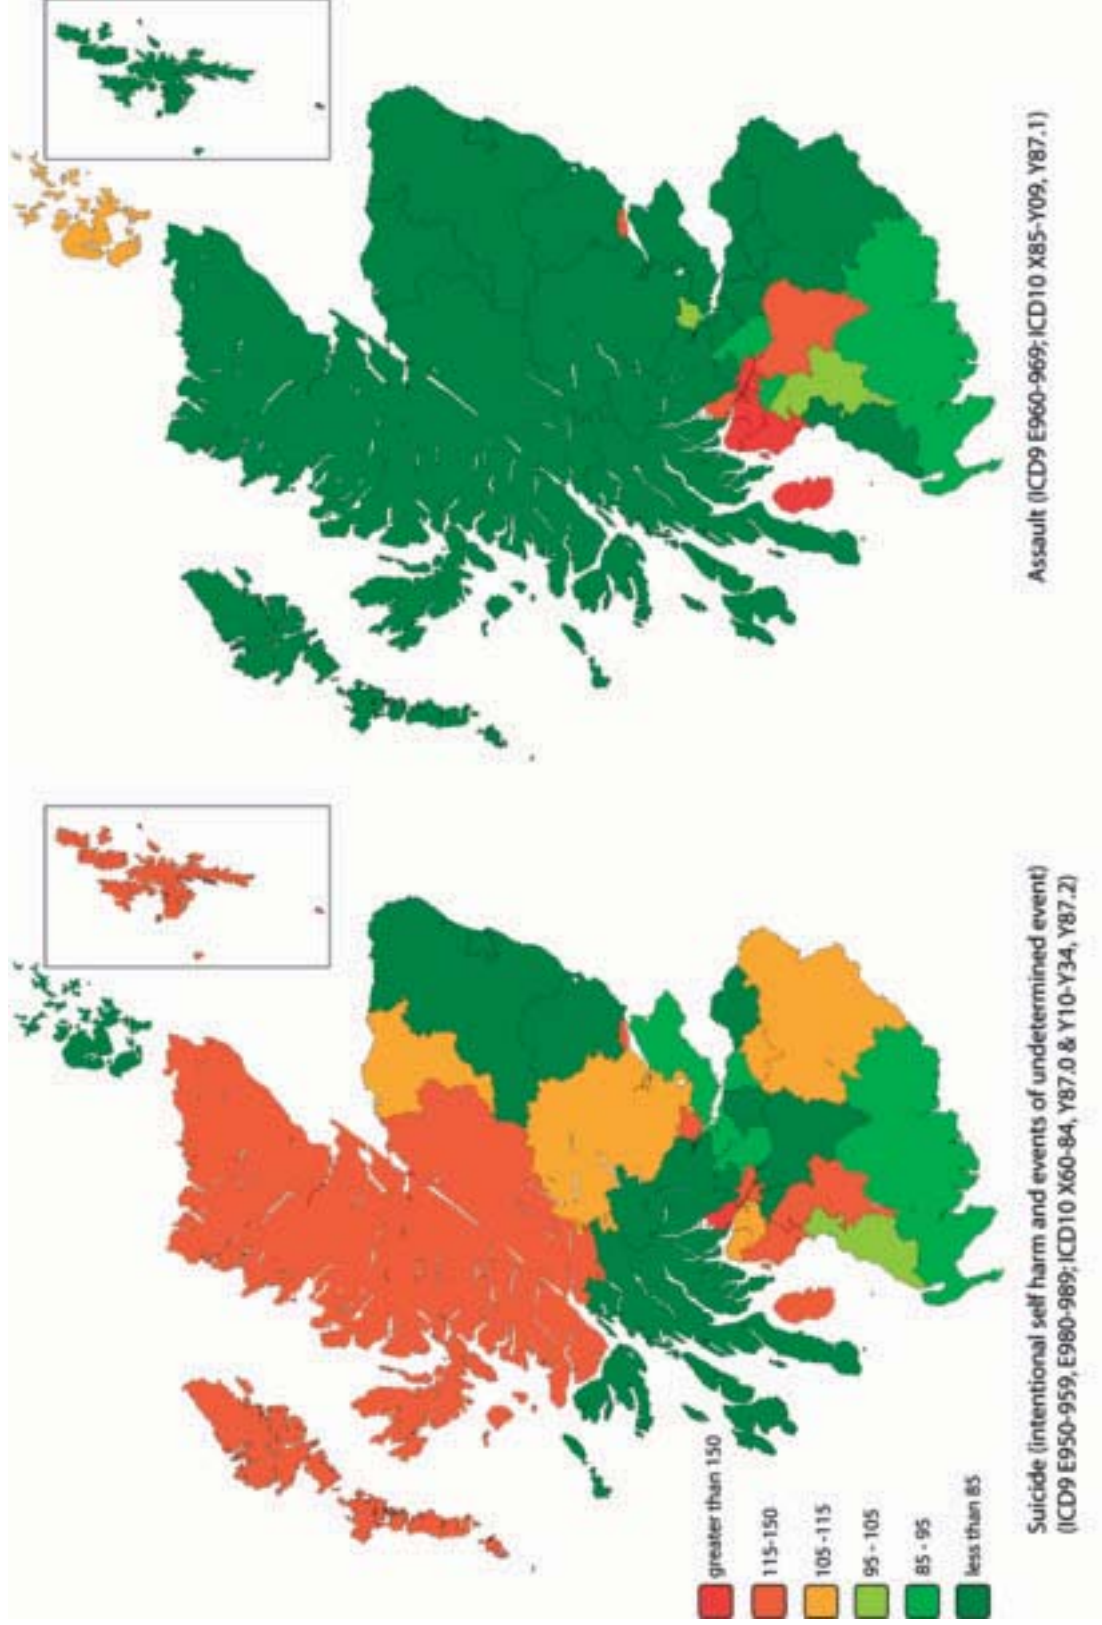 Assault (ICD9 E960-969; ICD10 X85-Y09, Y87.1)
greater than 150
115-150
105 -115
95 - 105
85 - 95
less than 85
Suicide (intentional self harm and events of undetermined event)
(ICD9 E950-959, E980-989; ICD10 X60-84, Y87.0 & Y10-Y34, Y87.2)